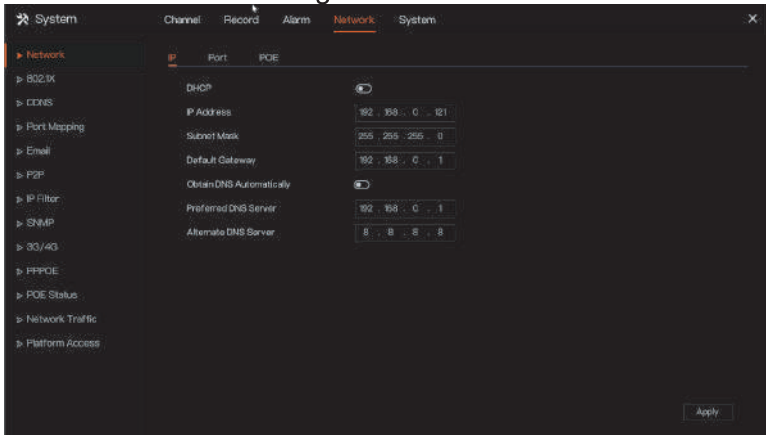 System Channel Record Alarm Network System X
Network
IP Port POE
802.1X
DDNS
Port Mapping
Email
P2P
IP Filter
SNMP
3G/4G
PPPOE
POE Status
Network Traffic
Platform Access
DHCP
IP Address 192 . 168 . 0 . 121
Subnet Mask 255 . 255 . 255 . 0
Default Gateway 192 . 168 . 0 . 1
Obtain DNS Automatically
Preferred DNS Server 192 . 168 . 0 . 1
Alternate DNS Server 8 . 8 . 8 . 8
Apply